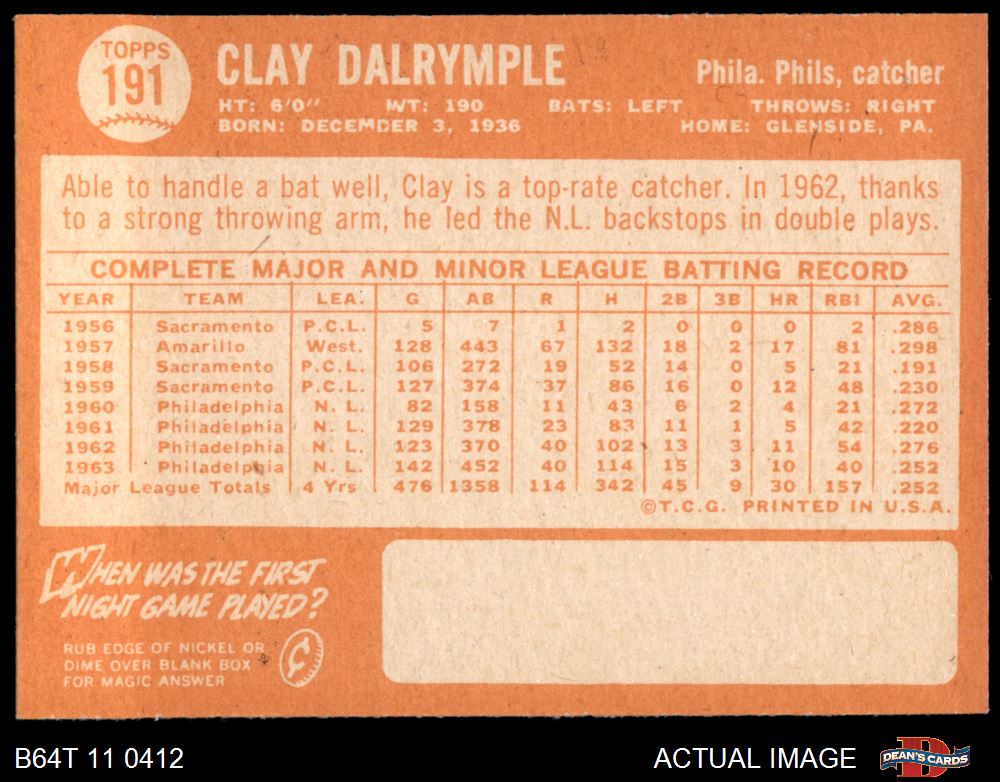 TOPPS
191
CLAY DALRYMPLE
Phila. Phils, catcher
HT: 6'0" WT: 190 BATS: LEFT THROWS: RIGHT
BORN: DECEMBER 3, 1936 HOME: GLENSIDE, PA.
Able to handle a bat well, Clay is a top-rate catcher. In 1962, thanks
to a strong throwing arm, he led the N.L. backstops in double plays.
COMPLETE MAJOR AND MINOR LEAGUE BATTING RECORD
YEAR TEAM LEA. G AB R H 2B 3B HR RBI AVG.
1956 Sacramento P.C.L. 5 7 1 2 0 0 0 2 .286
1957 Amarillo West. 128 443 67 132 18 2 17 81 .298
1958 Sacramento P.C.L. 106 272 19 52 14 0 5 21 .191
1959 Sacramento P.C.L. 127 374 37 86 16 0 12 48 .230
1960 Philadelphia N. L. 82 158 11 43 6 2 4 21 .272
1961 Philadelphia N. L. 129 378 23 83 11 1 5 42 .220
1962 Philadelphia N. L. 123 370 40 102 13 3 11 54 .276
1963 Philadelphia N. L. 142 452 40 114 15 3 10 40 .252
Major League Totals 4 Yrs 476 1358 114 342 45 9 30 157 .252
©T.C.G. PRINTED IN U.S.A.
WHEN WAS THE FIRST
NIGHT GAME PLAYED?
RUB EDGE OF NICKEL OR
DIME OVER BLANK BOX
FOR MAGIC ANSWER
¢
B64T 11 0412
ACTUAL IMAGE
DEAN'S CARDS